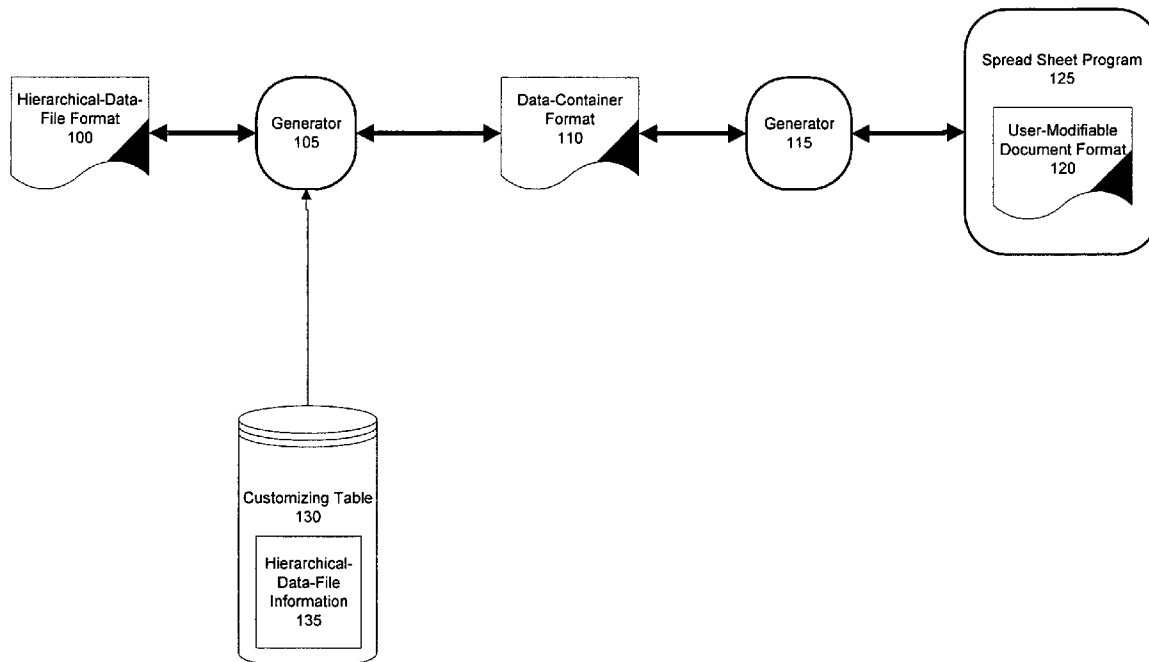 Hierarchical-Data-
File Format
100
Generator
105
Data-Container
Format
110
Generator
115
Spread Sheet Program
125
User-Modifiable
Document Format
120
Customizing Table
130
Hierarchical-
Data-File
Information
135